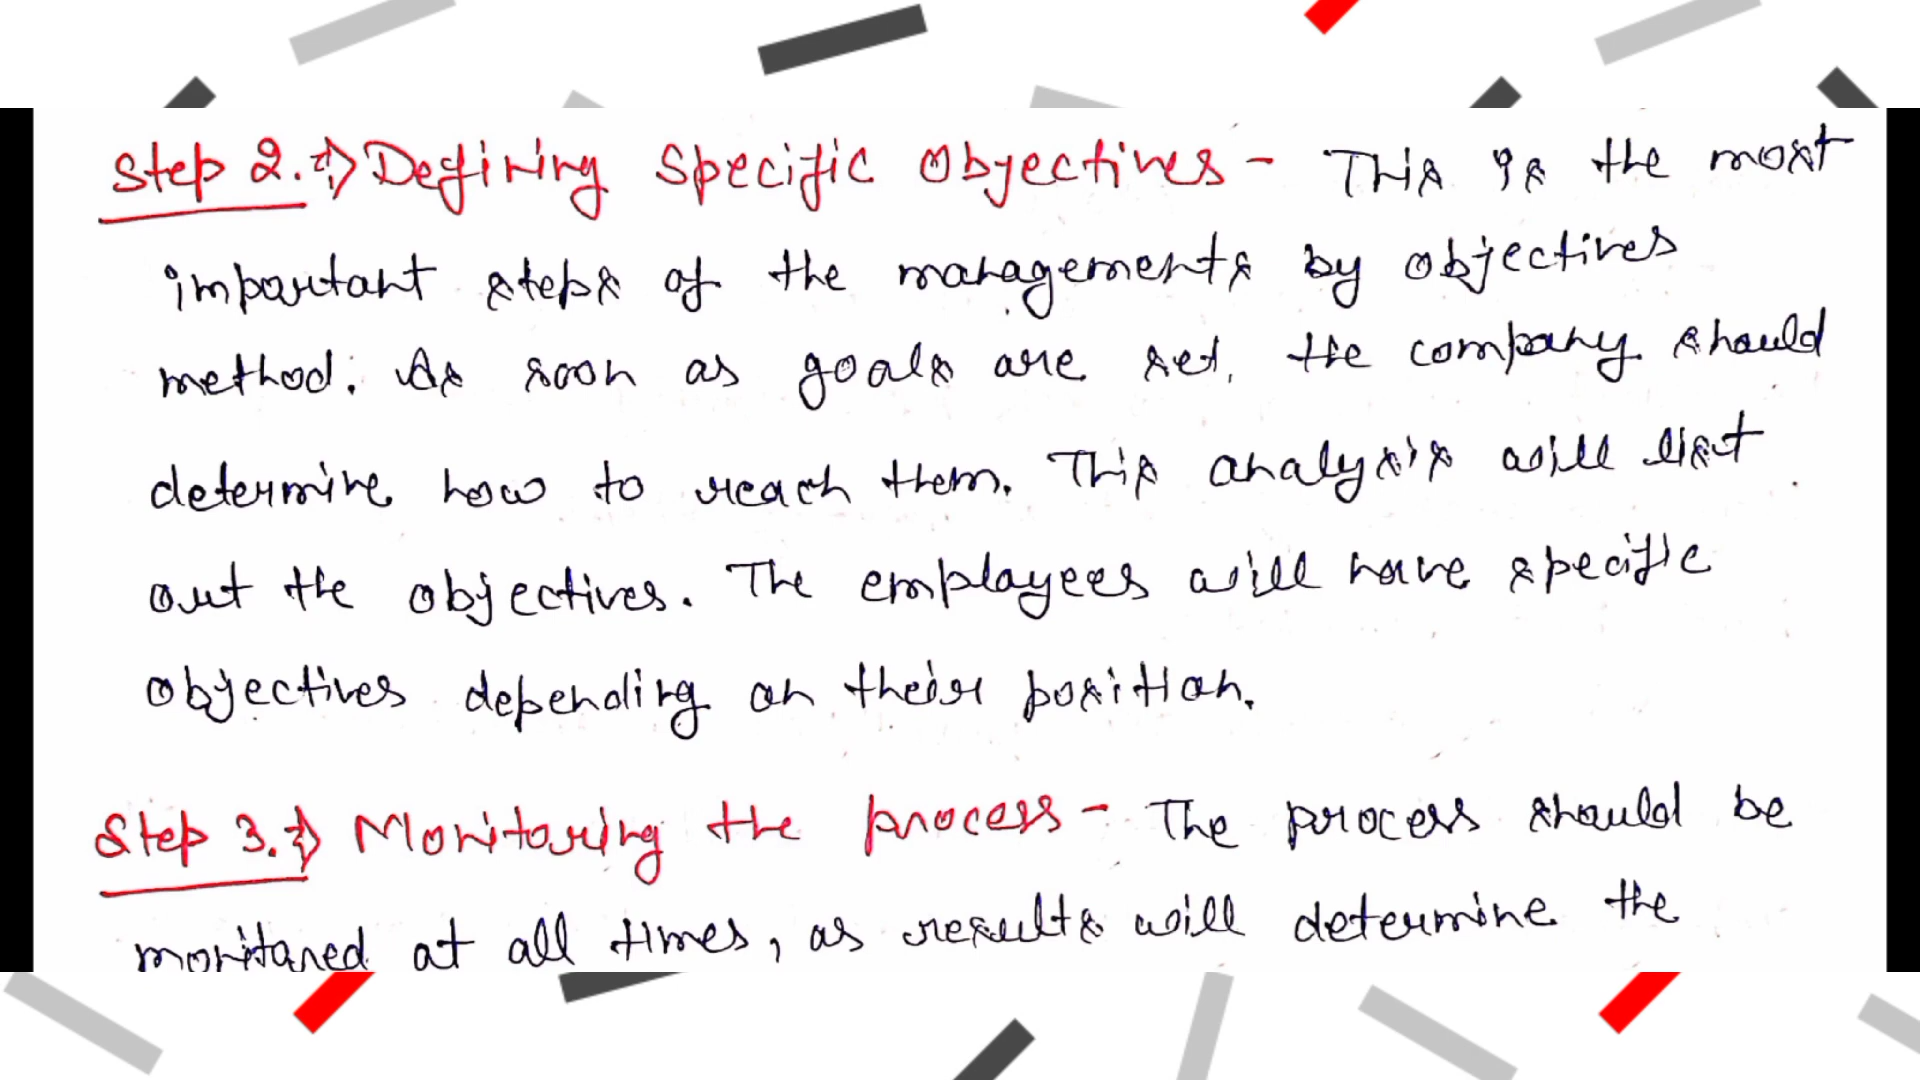 Step 2. ⇒ Defining Specific Objectives - This is the most
important steps of the managements by objectives
method. As soon as goals are set, the company should
determine how to reach them. This analysis will list
out the objectives. The employees will have specific
objectives depending on their position.
Step 3. ⇒ Monitoring the process - The process should be
monitored at all times, as results will determine the